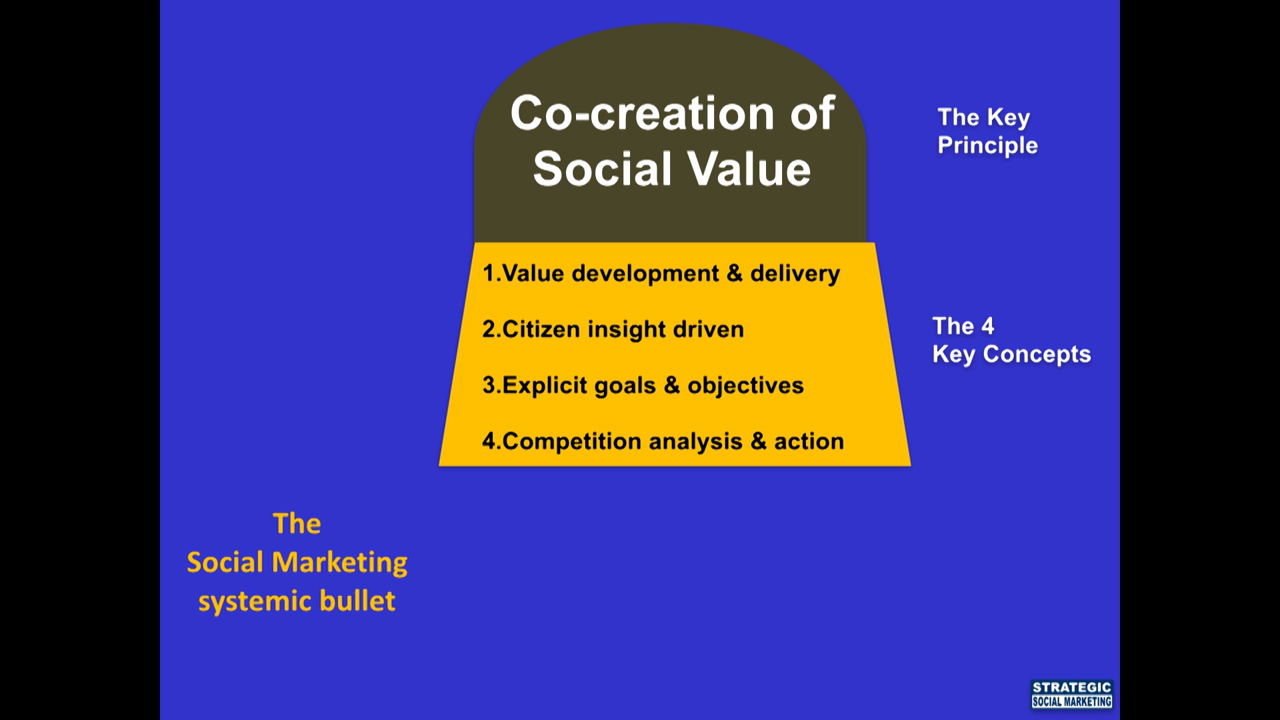 Co-creation of
Social Value
The Key
Principle
1.Value development & delivery
2.Citizen insight driven
3.Explicit goals & objectives
4.Competition analysis & action
The 4
Key Concepts
The
Social Marketing
systemic bullet
STRATEGIC
SOCIAL MARKETING